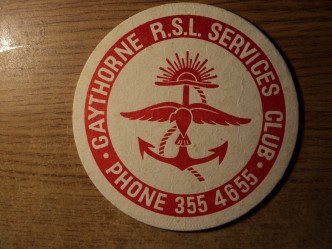 GAYTHORNE R.S.L. SERVICES CLUB
PHONE 355 4655